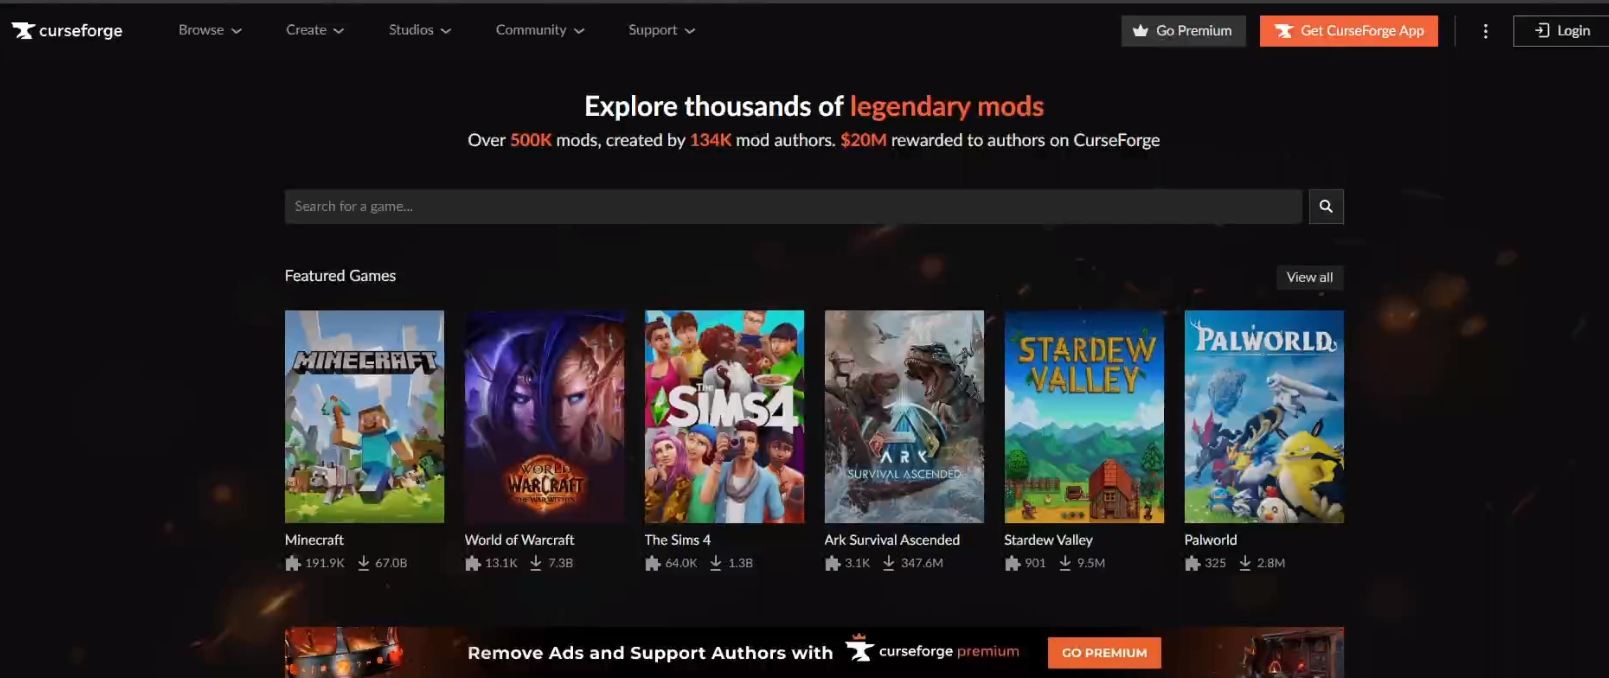 curseforge
Browse
Create
Studios
Community
Support
Go Premium
Get CurseForge App
Login
Explore thousands of legendary mods
Over 500K mods, created by 134K mod authors. $20M rewarded to authors on CurseForge
Search for a game...
Featured Games
View all
MINECRAFT
WORLD OF WARCRAFT
THE WAR WITHIN
The SIMS 4
ARK
SURVIVAL ASCENDED
STARDEW
VALLEY
PALWORLD
Minecraft
191.9K 67.0B
World of Warcraft
13.1K 7.3B
The Sims 4
64.0K 1.3B
Ark Survival Ascended
3.1K 347.6M
Stardew Valley
901 9.5M
Palworld
325 2.8M
Remove Ads and Support Authors with curseforge premium
GO PREMIUM